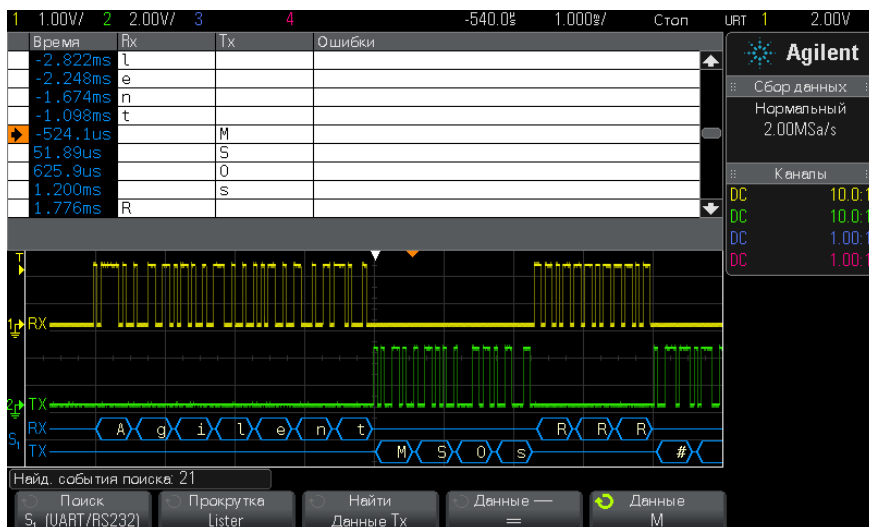 1 1.00V/ 2 2.00V/ 3 4 -540.0 1.000 / Стоп URT 1 2.00V
Время Rx Tx Ошибки
-2.822ms l
-2.248ms e
-1.674ms n
-1.098ms t
-524.1us M
51.89us S
625.9us O
1.200ms s
1.776ms R
Agilent
Сбор данных
Нормальный
2.00MSa/s
Каналы
DC 10.0:1
DC 10.0:1
DC 1.00:1
DC 1.00:1
T
1 RX
2 TX
S1 RX A g i l e n t R R R
TX M S O s #
Найд. события поиска: 21
Поиск
S1 (UART/RS232)
Прокрутка
Lister
Найти
Данные Tx
Данные —
=
Данные
M